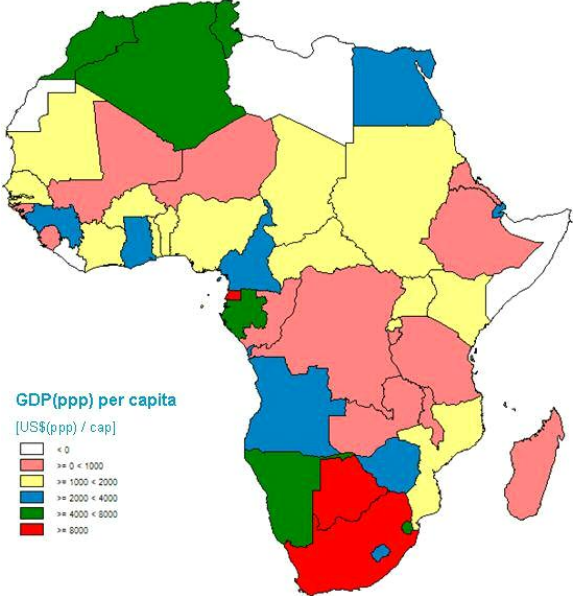 GDP(ppp) per capita
[US$(ppp) / cap]
< 0
>= 0 < 1000
>= 1000 < 2000
>= 2000 < 4000
>= 4000 < 8000
>= 8000